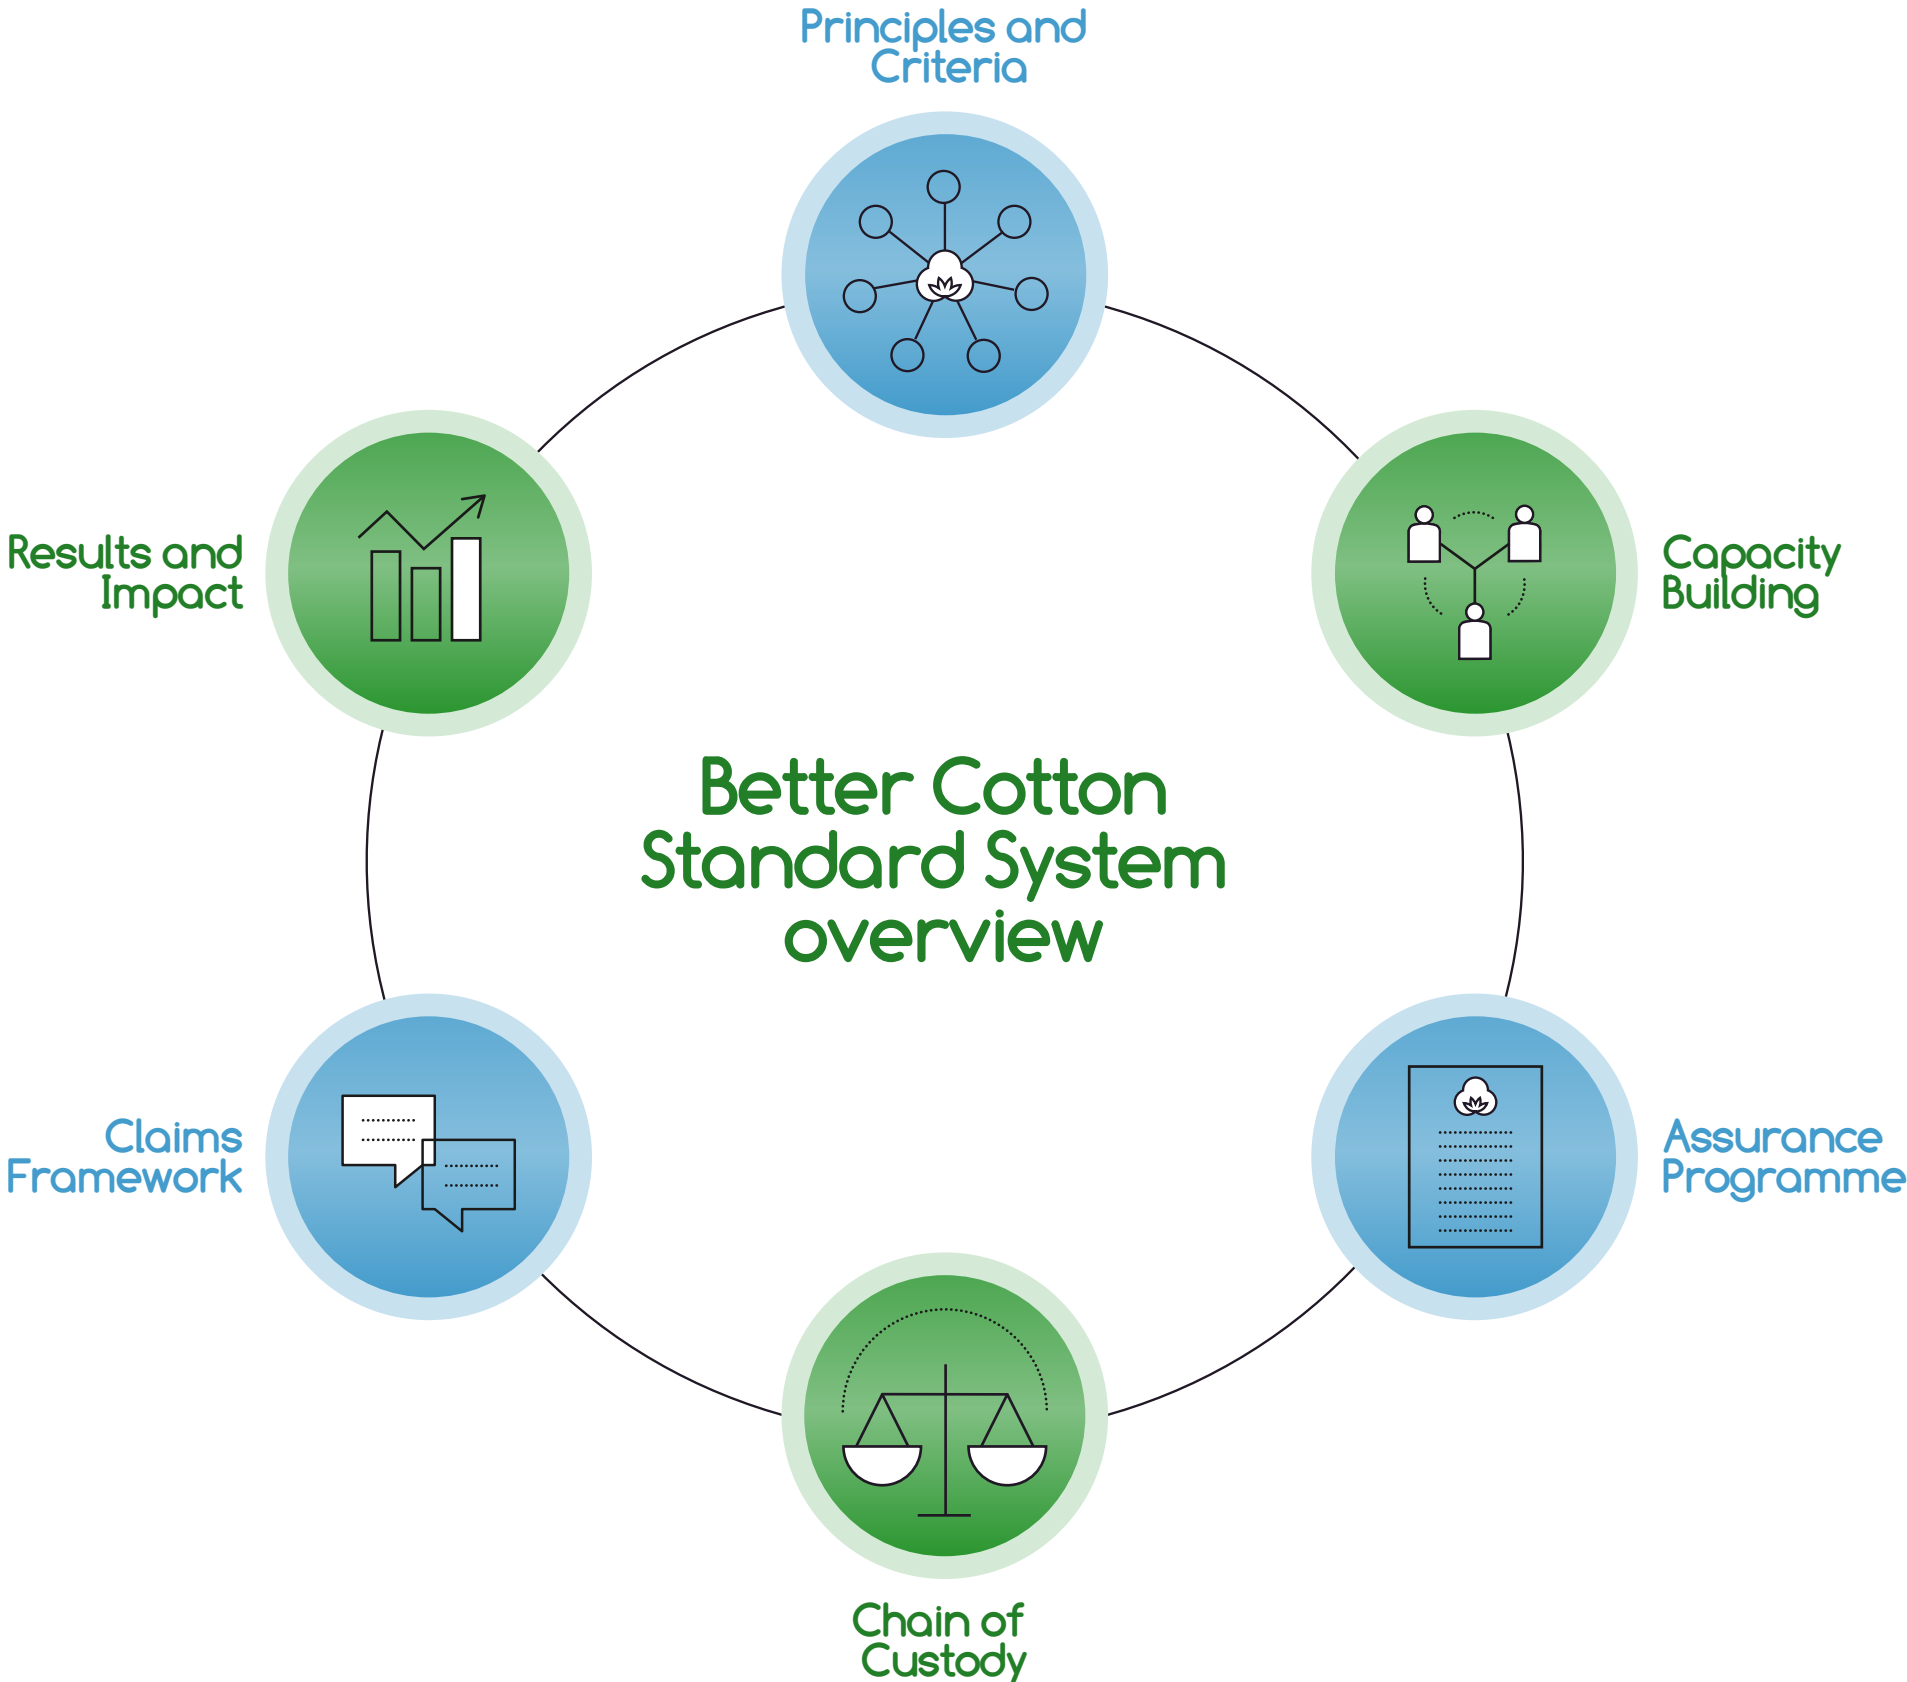 Principles and
Criteria
Results and
Impact
Capacity
Building
Better Cotton
Standard System
overview
Claims
Framework
Assurance
Programme
Chain of
Custody